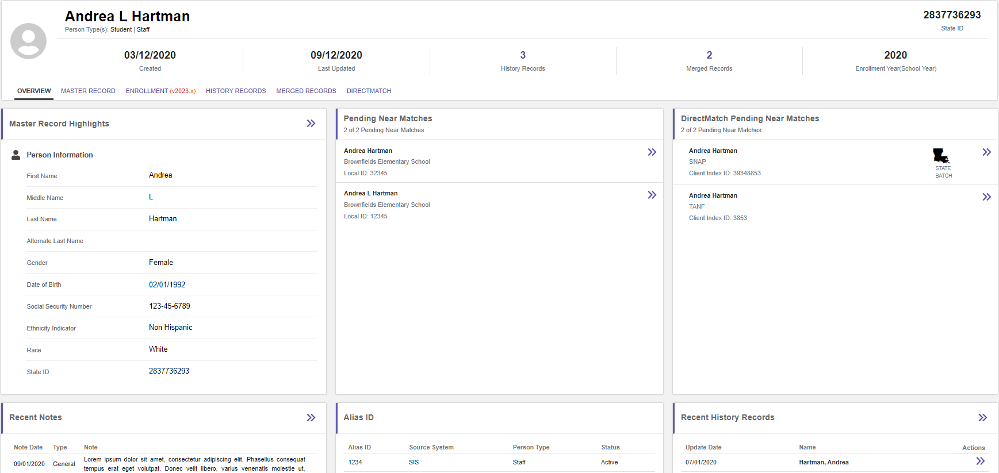 Andrea L Hartman
Person Type(s): Student | Staff
2837736293
State ID
03/12/2020
Created
09/12/2020
Last Updated
3
History Records
2
Merged Records
2020
Enrollment Year(School Year)
OVERVIEW MASTER RECORD ENROLLMENT (v2023.x) HISTORY RECORDS MERGED RECORDS DIRECTMATCH
Master Record Highlights
Person Information
First Name Andrea
Middle Name L
Last Name Hartman
Alternate Last Name
Gender Female
Date of Birth 02/01/1992
Social Security Number 123-45-6789
Ethnicity Indicator Non Hispanic
Race White
State ID 2837736293
Pending Near Matches
2 of 2 Pending Near Matches
Andrea Hartman
Brownfields Elementary School
Local ID: 32345
Andrea L Hartman
Brownfields Elementary School
Local ID: 12345
DirectMatch Pending Near Matches
2 of 2 Pending Near Matches
Andrea Hartman
SNAP
Client Index ID: 39348853
STATE
BATCH
Andrea Hartman
TANF
Client Index ID: 3853
Recent Notes
Note Date Type Note
09/01/2020 General Lorem ipsum dolor sit amet, consectetur adipiscing elit. Phasellus consequat
tempus erat eget volutpat. Donec velit libero, varius venenatis molestie ut, ...
Alias ID
Alias ID Source System Person Type Status
1234 SIS Staff Active
Recent History Records
Update Date Name Actions
07/01/2020 Hartman, Andrea